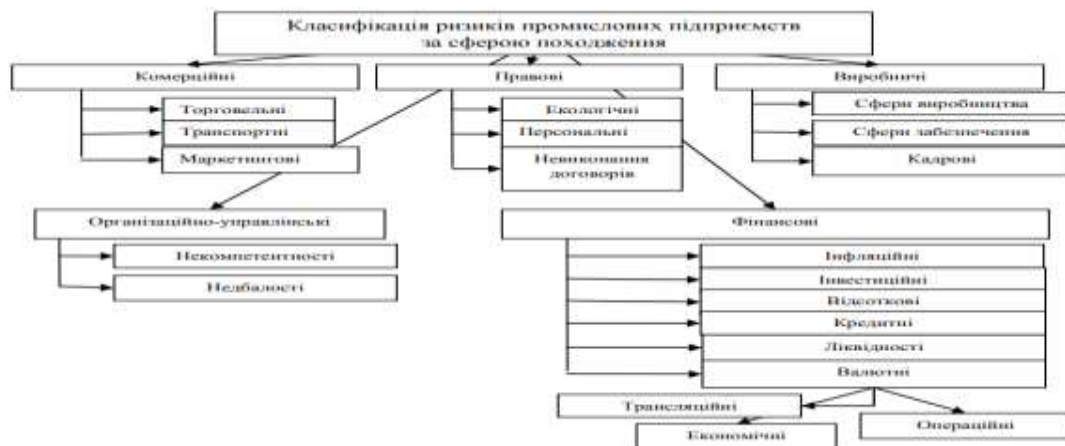 Класифікація ризиків промислових підприємств
за сферою походження
Комерційні
Торговельні
Транспортні
Маркетингові
Правові
Екологічні
Персональні
Невиконання
договорів
Виробничі
Сфери виробництва
Сфери забезпечення
Кадрові
Організаційно-управлінські
Некомпетентності
Недбалості
Фінансові
Інфляційні
Інвестиційні
Відсоткові
Кредитні
Ліквідності
Валютні
Трансляційні
Економічні
Операційні